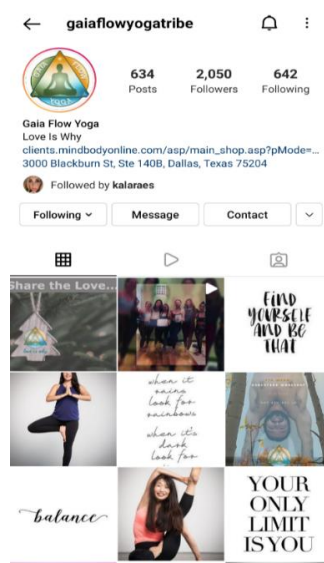 gaiaflowyogatribe
GAIA FLOW
YOGA
634
Posts
2,050
Followers
642
Following
Gaia Flow Yoga
Love Is Why
clients.mindbodyonline.com/asp/main_shop.asp?pMode=...
3000 Blackburn St, Ste 140B, Dallas, Texas 75204
Followed by kalaraes
Following
Message
Contact
Share the Love...
FIND
YOURSELF
AND BE
THAT
when it
rains
look for
rainbows
when it's
dark
look for
balance
YOUR
ONLY
LIMIT
IS YOU